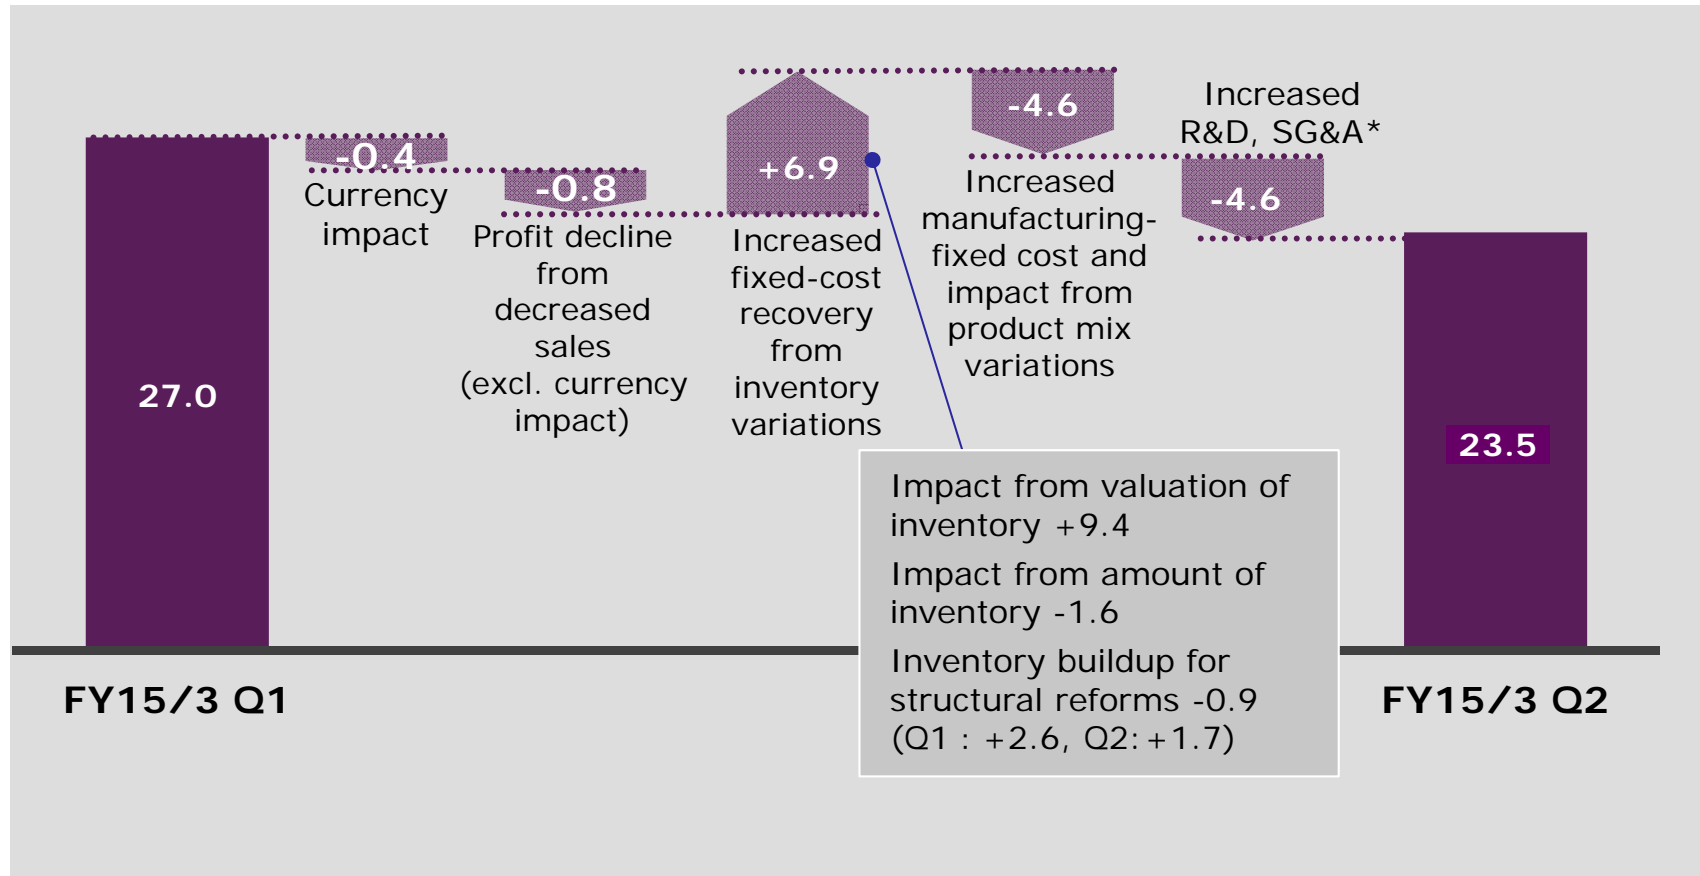 27.0
FY15/3 Q1
-0.4
Currency
impact
-0.8
Profit decline
from
decreased
sales
(excl. currency
impact)
+6.9
Increased
fixed-cost
recovery
from
inventory
variations
-4.6
Increased
manufacturing-
fixed cost and
impact from
product mix
variations
Increased
R&D, SG&A*
-4.6
Impact from valuation of
inventory +9.4
Impact from amount of
inventory -1.6
Inventory buildup for
structural reforms -0.9
(Q1 : +2.6, Q2: +1.7)
23.5
FY15/3 Q2